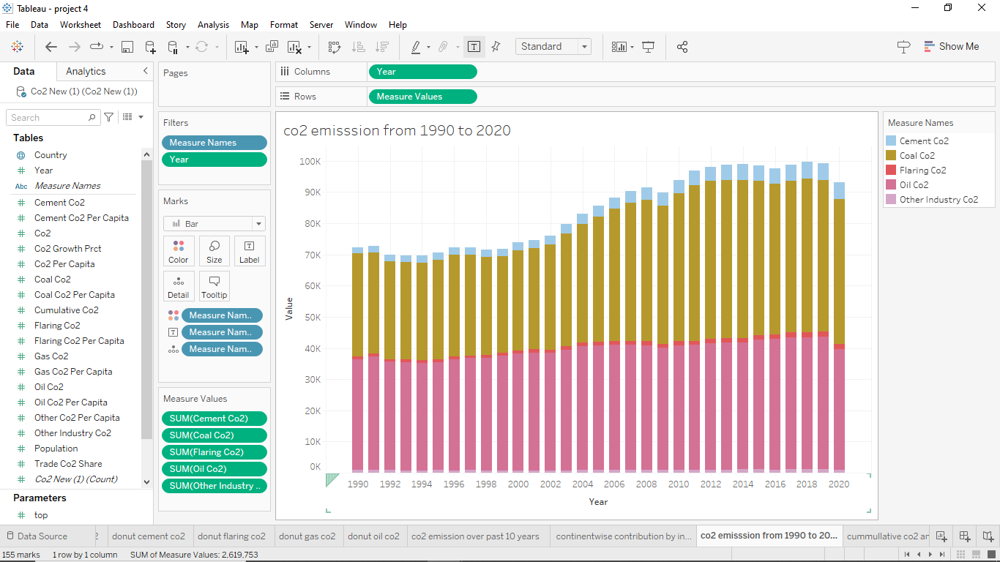 Tableau - project 4
File Data Worksheet Dashboard Story Analysis Map Format Server Window Help
Standard
Show Me
Data Analytics
Co2 New (1) (Co2 New (1))
Search
Tables
Country
Year
Abc Measure Names
Cement Co2
Cement Co2 Per Capita
Co2
Co2 Growth Prct
Co2 Per Capita
Coal Co2
Coal Co2 Per Capita
Cumulative Co2
Flaring Co2
Flaring Co2 Per Capita
Gas Co2
Gas Co2 Per Capita
Oil Co2
Oil Co2 Per Capita
Other Co2 Per Capita
Other Industry Co2
Population
Trade Co2 Share
Co2 New (1) (Count)
Parameters
top
Pages
Filters
Measure Names
Year
Marks
Bar
Color Size Label
Detail Tooltip
Measure Nam..
Measure Nam..
Measure Nam..
Measure Values
SUM(Cement Co2)
SUM(Coal Co2)
SUM(Flaring Co2)
SUM(Oil Co2)
SUM(Other Industry ..
Columns Year
Rows Measure Values
co2 emisssion from 1990 to 2020
Value
100K
90K
80K
70K
60K
50K
40K
30K
20K
10K
0K
1990 1992 1994 1996 1998 2000 2002 2004 2006 2008 2010 2012 2014 2016 2018 2020
Year
Measure Names
Cement Co2
Coal Co2
Flaring Co2
Oil Co2
Other Industry Co2
Data Source 2 donut cement co2 donut flaring co2 donut gas co2 donut oil co2 co2 emission over past 10 years continentwise contribution by in... co2 emisssion from 1990 to 20... cummullative co2 an
155 marks 1 row by 1 column SUM of Measure Values: 2,619,753